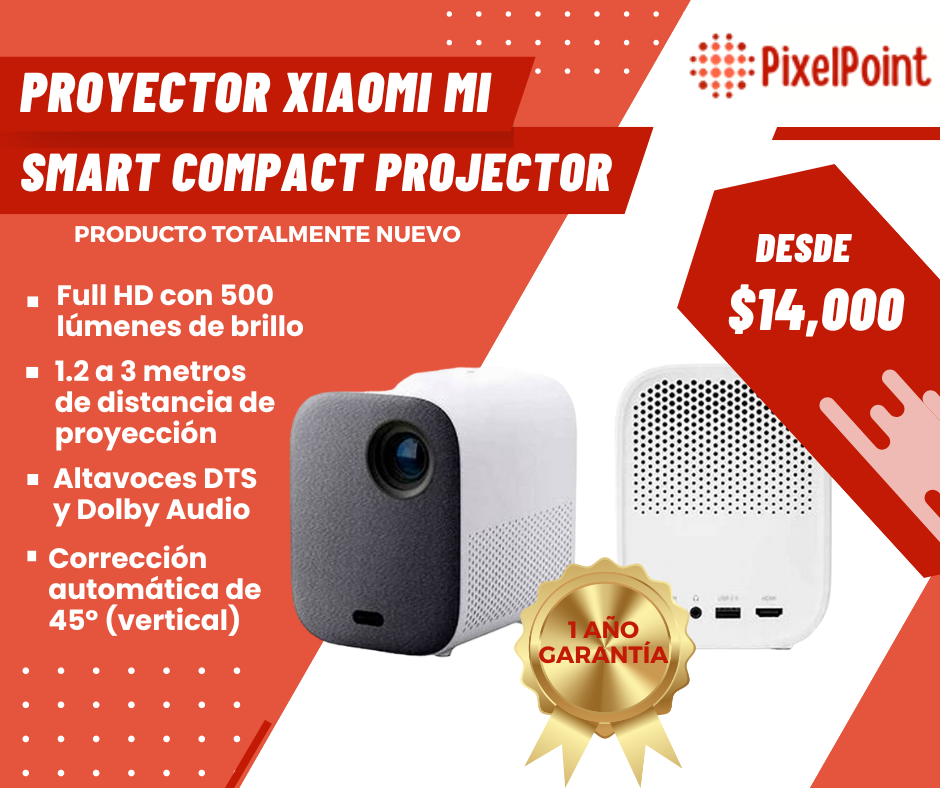 PixelPoint
PROYECTOR XIAOMI MI
SMART COMPACT PROJECTOR
PRODUCTO TOTALMENTE NUEVO
DESDE
$14,000
Full HD con 500
lúmenes de brillo
1.2 a 3 metros
de distancia de
proyección
Altavoces DTS
y Dolby Audio
Corrección
automática de
45º (vertical)
HDMI
1 AÑO
GARANTÍA